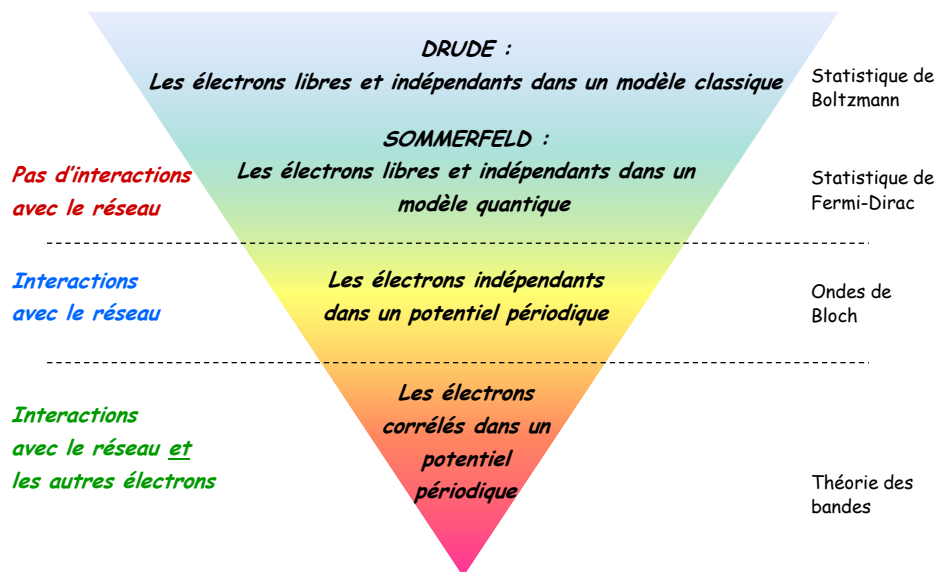 DRUDE :
Les électrons libres et indépendants dans un modèle classique
Statistique de
Boltzmann
SOMMERFELD :
Les électrons libres et indépendants dans un
modèle quantique
Pas d'interactions
avec le réseau
Statistique de
Fermi-Dirac
Interactions
avec le réseau
Les électrons indépendants
dans un potentiel périodique
Ondes de
Bloch
Interactions
avec le réseau et
les autres électrons
Les électrons
corrélés dans un
potentiel
périodique
Théorie des
bandes